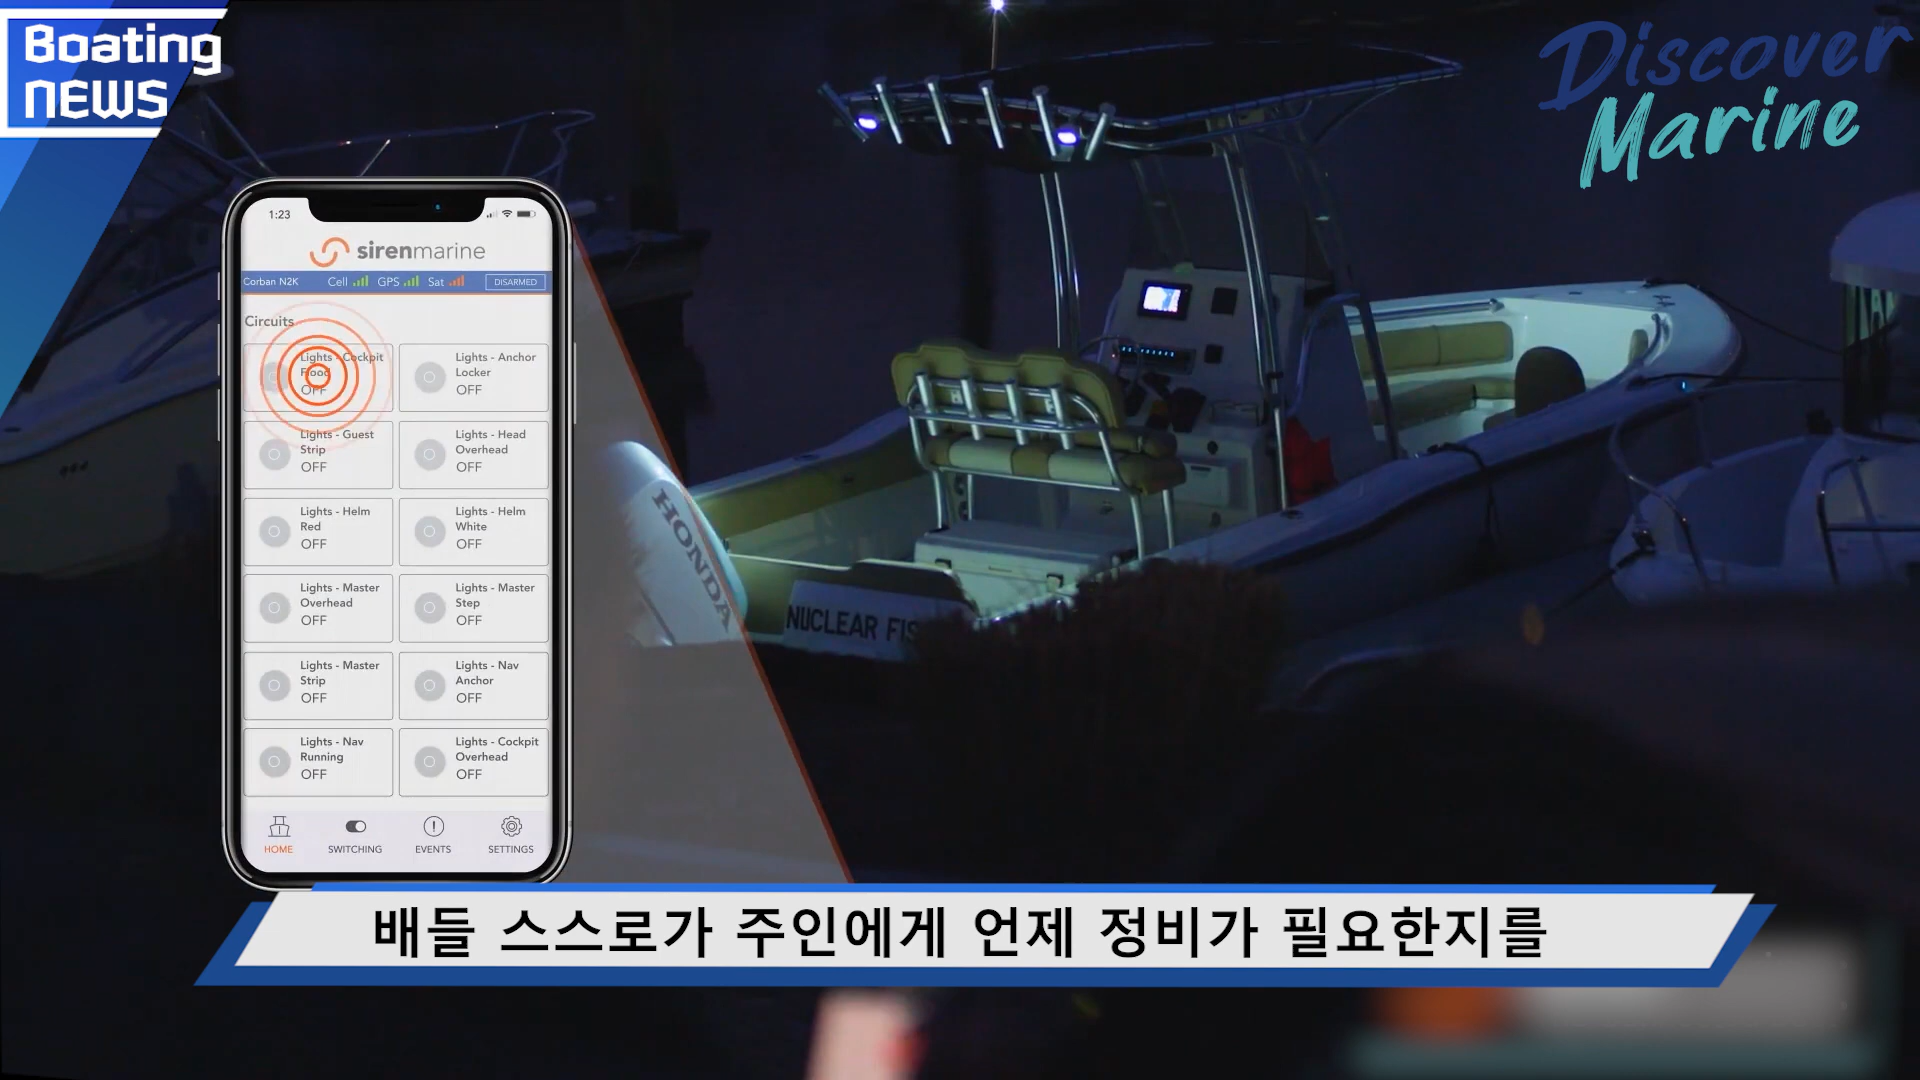 Boating
NEWS
Discover
Marine
1:23
sirenmarine
Corban N2K Cell GPS Sat DISARMED
Circuits
Lights - Cockpit
Flood
OFF
Lights - Anchor
Locker
OFF
Lights - Guest
Strip
OFF
Lights - Head
Overhead
OFF
Lights - Helm
Red
OFF
Lights - Helm
White
OFF
Lights - Master
Overhead
OFF
Lights - Master
Step
OFF
Lights - Master
Strip
OFF
Lights - Nav
Anchor
OFF
Lights - Nav
Running
OFF
Lights - Cockpit
Overhead
OFF
HOME SWITCHING EVENTS SETTINGS
HONDA
NUCLEAR
배들 스스로가 주인에게 언제 정비가 필요한지를